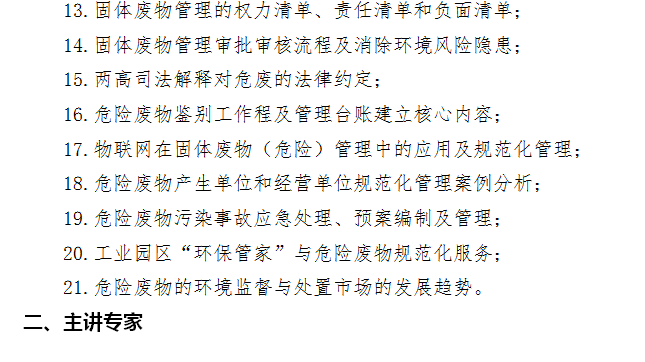 13. 固体废物管理的权力清单、责任清单和负面清单；
14. 固体废物管理审批审核流程及消除环境风险隐患；
15. 两高司法解释对危废的法律约定；
16. 危险废物鉴别工作程及管理台账建立核心内容；
17. 物联网在固体废物（危险）管理中的应用及规范化管理；
18. 危险废物产生单位和经营单位规范化管理案例分析；
19. 危险废物污染事故应急处理、预案编制及管理；
20. 工业园区“环保管家”与危险废物规范化服务；
21. 危险废物的环境监督与处置市场的发展趋势。
二、主讲专家